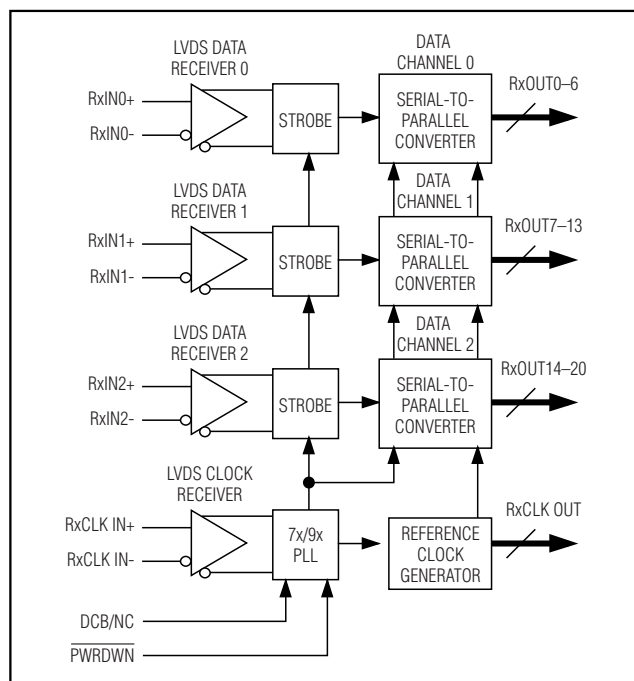 LVDS DATA
RECEIVER 0
DATA
CHANNEL 0
RxIN0+
RxIN0-
STROBE
SERIAL-TO-
PARALLEL
CONVERTER
RxOUT0–6
LVDS DATA
RECEIVER 1
DATA
CHANNEL 1
RxIN1+
RxIN1-
STROBE
SERIAL-TO-
PARALLEL
CONVERTER
RxOUT7–13
LVDS DATA
RECEIVER 2
DATA
CHANNEL 2
RxIN2+
RxIN2-
STROBE
SERIAL-TO-
PARALLEL
CONVERTER
RxOUT14–20
LVDS CLOCK
RECEIVER
RxCLK IN+
RxCLK IN-
7x/9x
PLL
REFERENCE
CLOCK
GENERATOR
RxCLK OUT
DCB/NC
PWRDWN